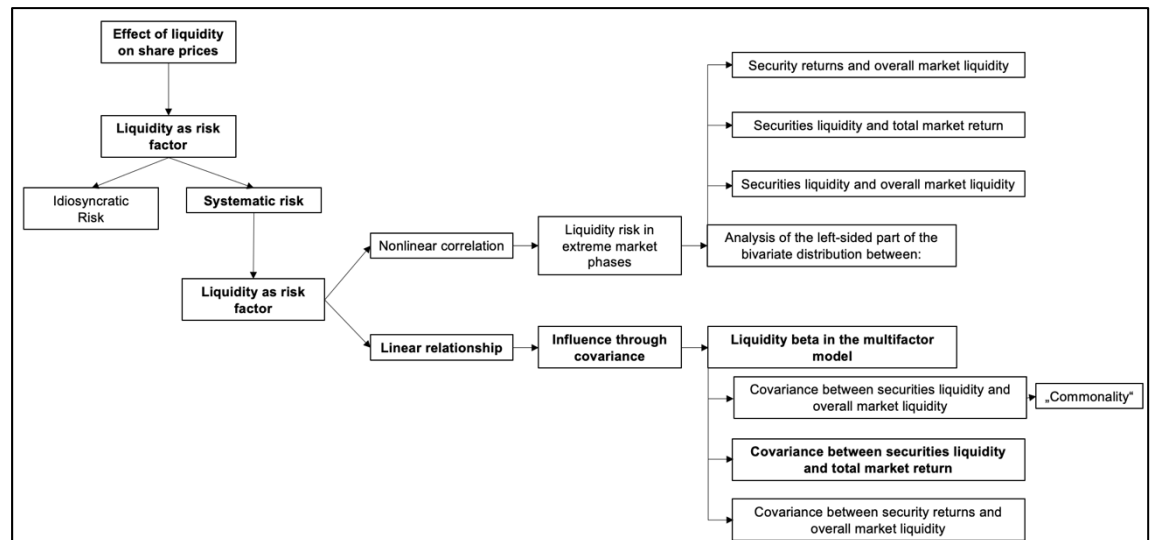 Effect of liquidity
on share prices
Liquidity as risk
factor
Idiosyncratic
Risk
Systematic risk
Liquidity as risk
factor
Nonlinear correlation
Liquidity risk in
extreme market
phases
Security returns and overall market liquidity
Securities liquidity and total market return
Securities liquidity and overall market liquidity
Analysis of the left-sided part of the
bivariate distribution between:
Linear relationship
Influence through
covariance
Liquidity beta in the multifactor
model
Covariance between securities liquidity and
overall market liquidity
„Commonality“
Covariance between securities liquidity
and total market return
Covariance between security returns and
overall market liquidity